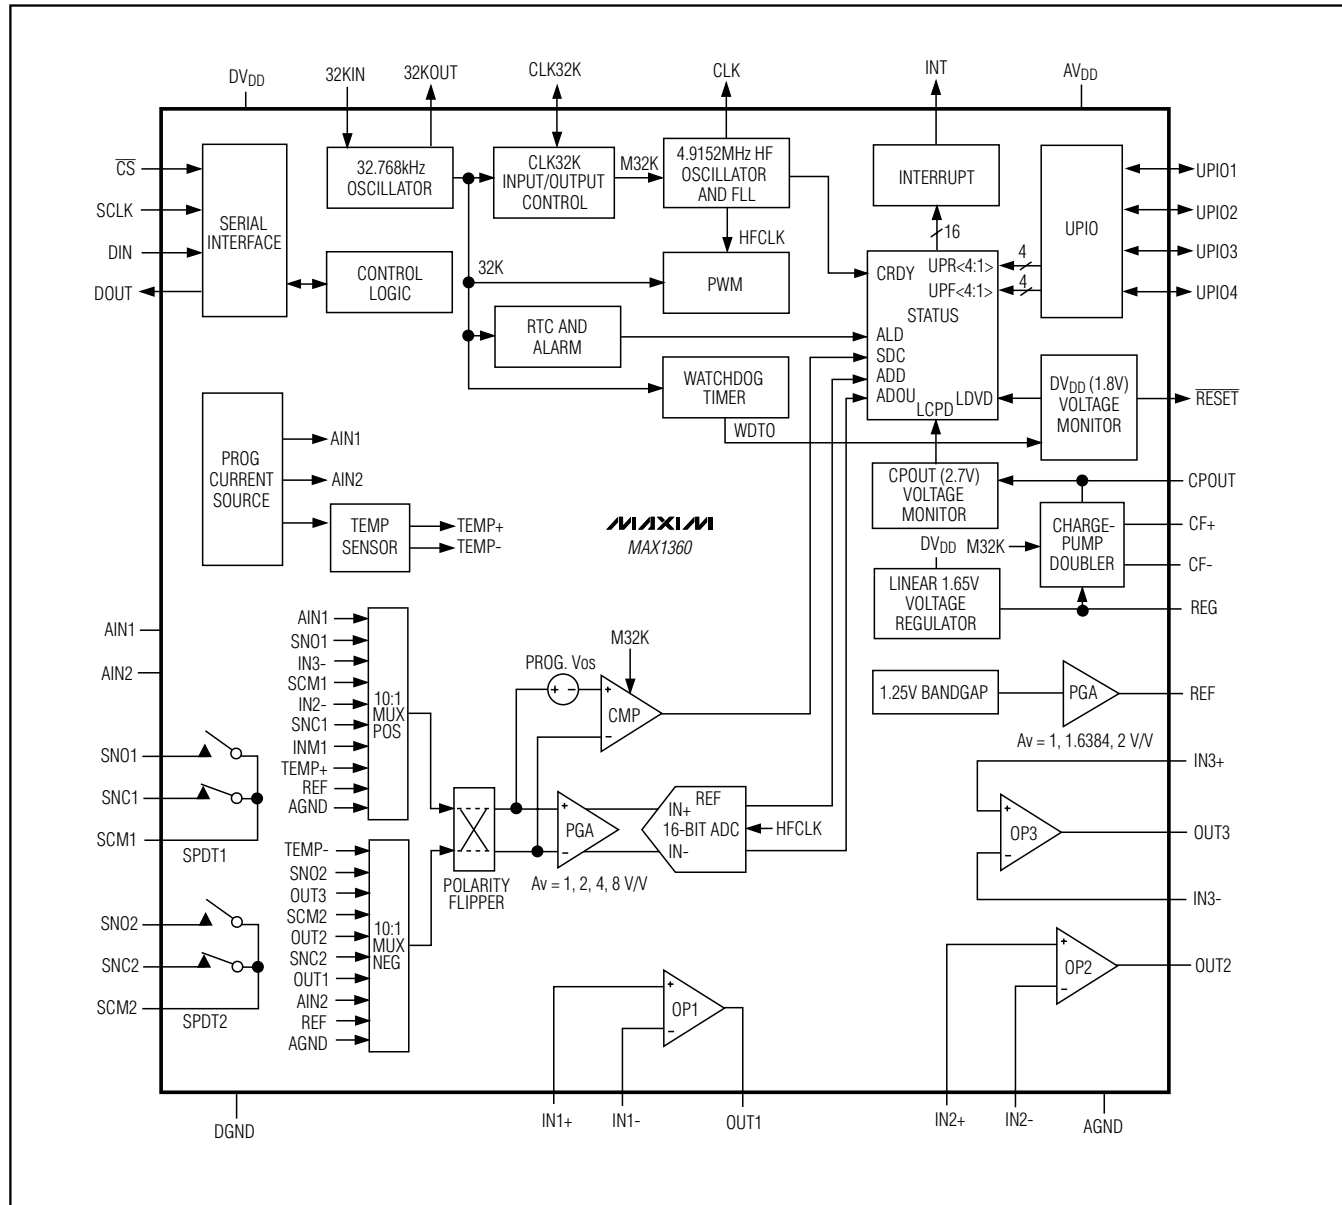 DVDD
32KIN
32KOUT
CLK32K
CLK
INT
AVDD
CS
SCLK
DIN
DOUT
SERIAL
INTERFACE
32.768kHz
OSCILLATOR
CLK32K
INPUT/OUTPUT
CONTROL
M32K
4.9152MHz HF
OSCILLATOR
AND FLL
INTERRUPT
UPIO
UPIO1
UPIO2
UPIO3
UPIO4
16
HFCLK
CONTROL
LOGIC
32K
PWM
CRDY
UPR<4:1>
4
UPF<4:1>
4
STATUS
ALD
SDC
ADD
ADOU
LDVD
LCPD
RTC AND
ALARM
WATCHDOG
TIMER
WDTO
DVDD (1.8V)
VOLTAGE
MONITOR
RESET
PROG
CURRENT
SOURCE
AIN1
AIN2
TEMP
SENSOR
TEMP+
TEMP-
MAXIM
MAX1360
CPOUT (2.7V)
VOLTAGE
MONITOR
CPOUT
CHARGE-
PUMP
DOUBLER
CF+
CF-
DVDD
M32K
LINEAR 1.65V
VOLTAGE
REGULATOR
REG
AIN1
AIN2
AIN1
SNO1
IN3-
SCM1
IN2-
SNC1
INM1
TEMP+
REF
AGND
10:1
MUX
POS
M32K
PROG. Vos
+ -
+
CMP
-
1.25V BANDGAP
PGA
REF
Av = 1, 1.6384, 2 V/V
SNO1
SNC1
SCM1
SPDT1
POLARITY
FLIPPER
+
PGA
-
Av = 1, 2, 4, 8 V/V
REF
IN+
16-BIT ADC
IN-
HFCLK
IN3+
+
OP3
-
OUT3
IN3-
TEMP-
SNO2
OUT3
SCM2
OUT2
SNC2
OUT1
AIN2
REF
AGND
10:1
MUX
NEG
SNO2
SNC2
SCM2
SPDT2
+
OP1
-
+
OP2
-
OUT2
DGND
IN1+
IN1-
OUT1
IN2+
IN2-
AGND